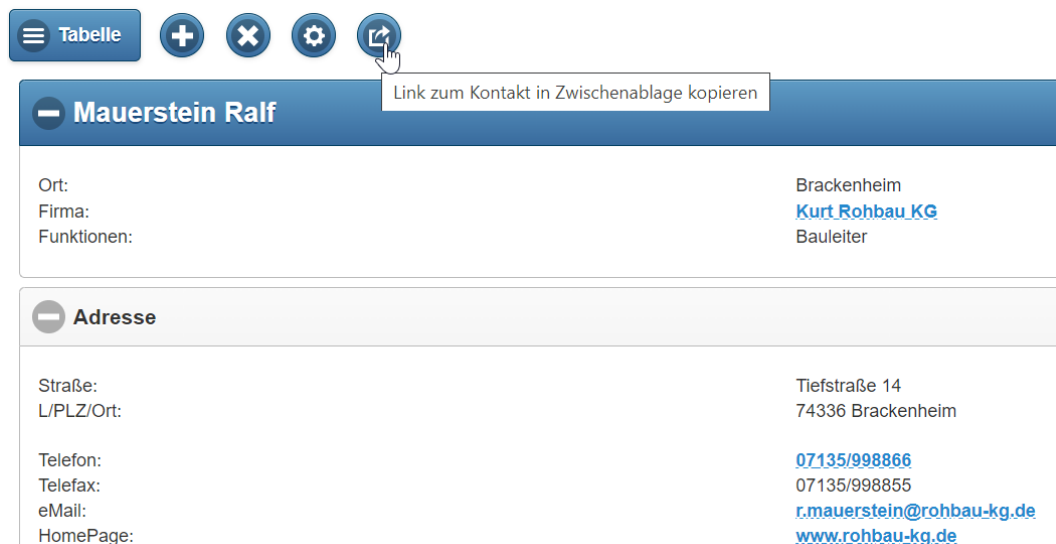 Tabelle
Link zum Kontakt in Zwischenablage kopieren
Mauerstein Ralf
Ort: Brackenheim
Firma: Kurt Rohbau KG
Funktionen: Bauleiter
Adresse
Straße: Tiefstraße 14
L/PLZ/Ort: 74336 Brackenheim
Telefon: 07135/998866
Telefax: 07135/998855
eMail: r.mauerstein@rohbau-kg.de
HomePage: www.rohbau-kg.de